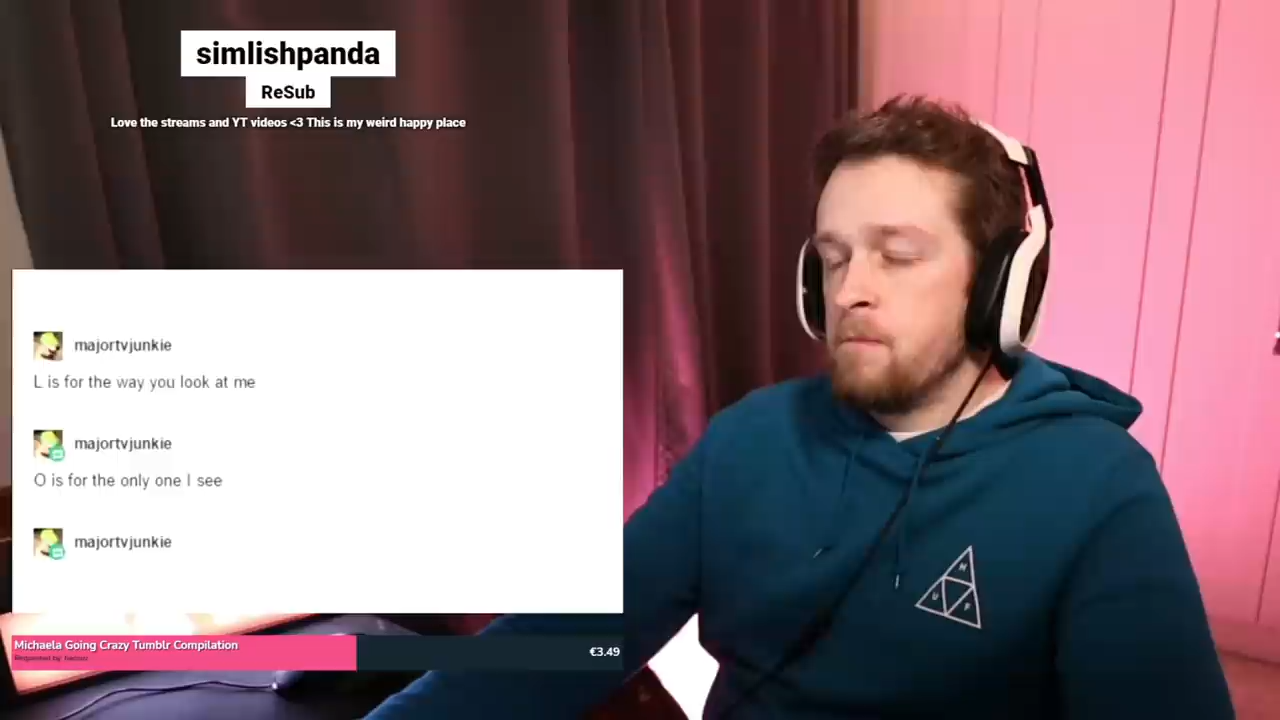 simlishpanda
ReSub
Love the streams and YT videos <3 This is my weird happy place
majortvjunkie
L is for the way you look at me
majortvjunkie
O is for the only one I see
majortvjunkie
Michaela Going Crazy Tumblr Compilation
€3.49
H
U F